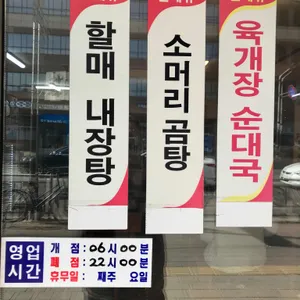 할매 내장탕
소머리 곰탕
육개장 순대국
영업시간
개 점 : 06시 00분
폐 점 : 22시 00분
휴무일 : 째주 요일